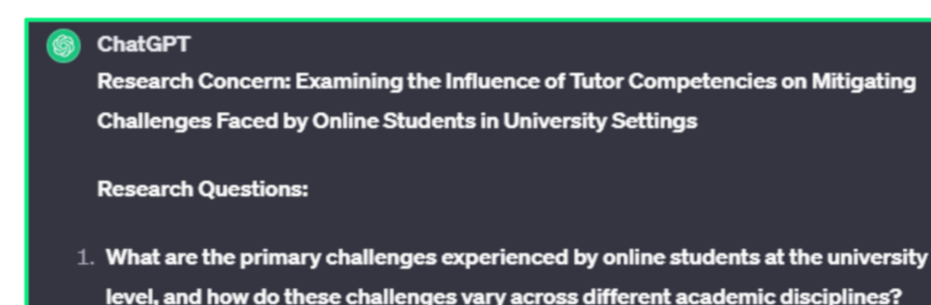 ChatGPT
Research Concern: Examining the Influence of Tutor Competencies on Mitigating
Challenges Faced by Online Students in University Settings
Research Questions:
1. What are the primary challenges experienced by online students at the university
level, and how do these challenges vary across different academic disciplines?